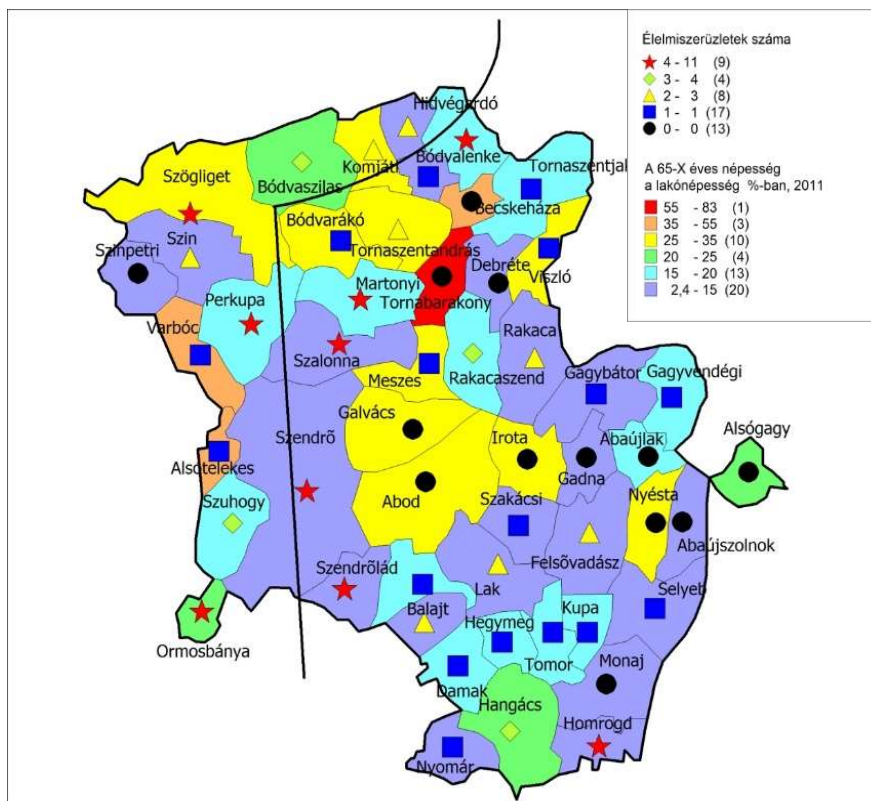 Élelmiszerüzletek száma
4 - 11 (9)
3 - 4 (4)
2 - 3 (8)
1 - 1 (17)
0 - 0 (13)
A 65-X éves népesség
a lakónépesség %-ban, 2011
55 - 83 (1)
35 - 55 (3)
25 - 35 (10)
20 - 25 (4)
15 - 20 (13)
2,4 - 15 (20)
Hidvégardó
Komjáti
Bódvalenke
Tornaszentjak
Szögliget
Bódvaszilas
Becskeháza
Bódvarákó
Szin
Szinpetri
Tornaszentandrás
Debréte
Viszló
Martonyi
Perkupa
Tornabarakony
Varbóc
Rakaca
Szalonna
Rakacaszend
Gagybátor
Gagyvendégi
Meszes
Galvács
Alsógagy
Szendrő
Irota
Abaújlak
Alsotelekes
Gadna
Szuhogy
Abod
Szakácsi
Nyésta
Abaújszolnok
Felsővadász
Szendrőlád
Lak
Selyeb
Balajt
Hegymeg
Kupa
Ormosbánya
Tomor
Monaj
Damak
Hangács
Homrogd
Nyomár